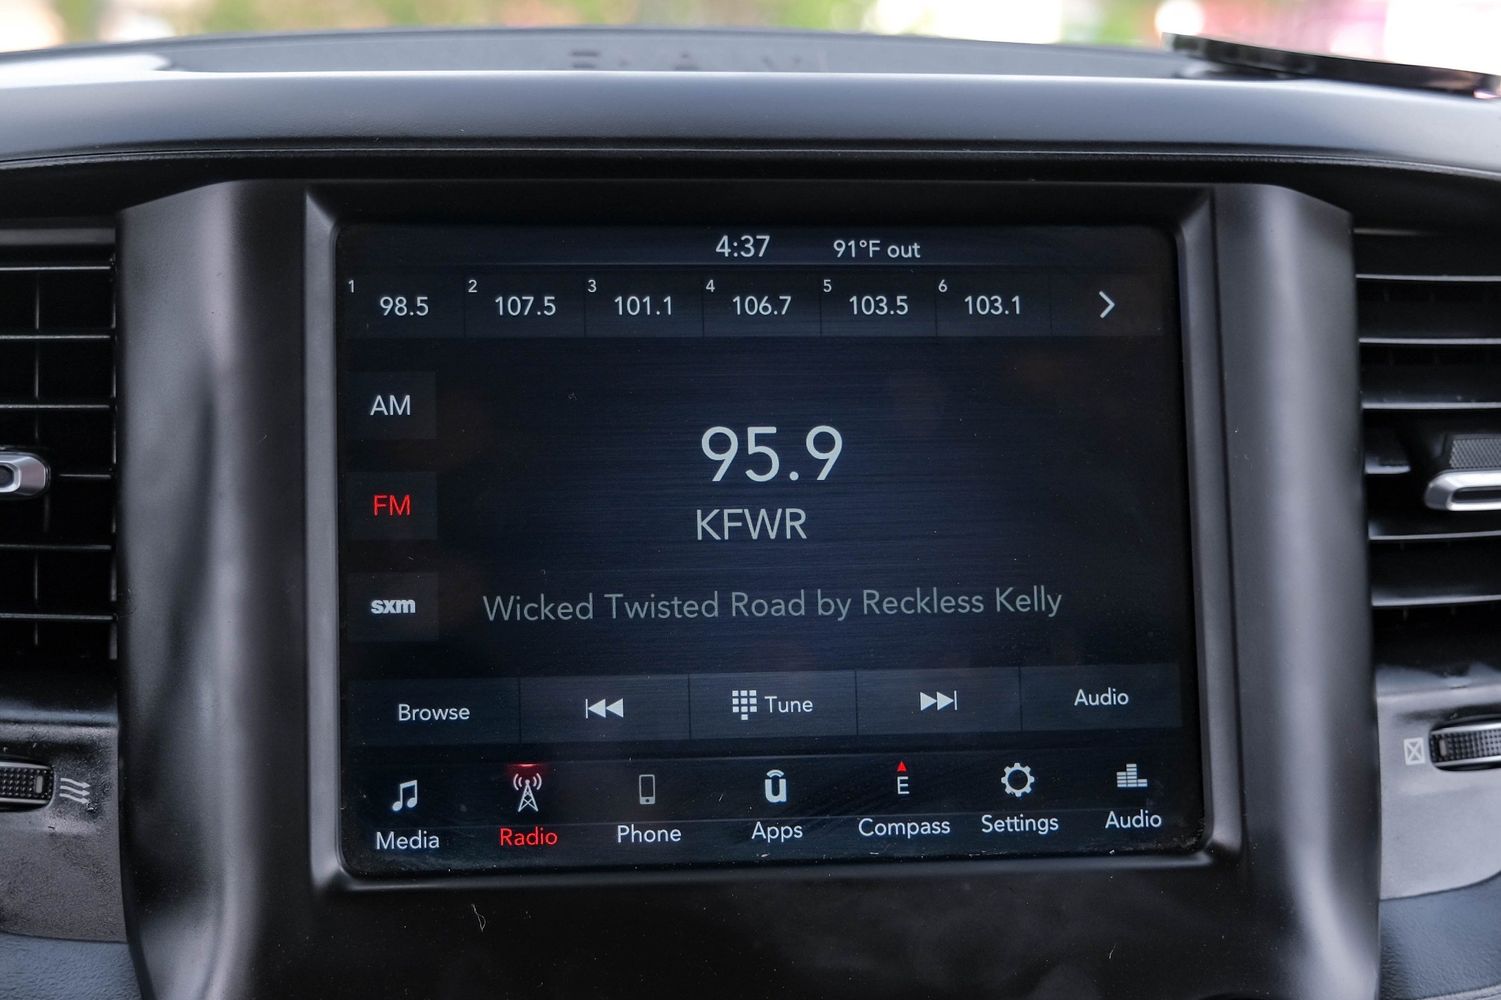 4:37 91°F out
1 98.5 2 107.5 3 101.1 4 106.7 5 103.5 6 103.1
AM
95.9
FM
KFWR
sxm
Wicked Twisted Road by Reckless Kelly
Browse Tune Audio
E
Media Radio Phone Apps Compass Settings Audio